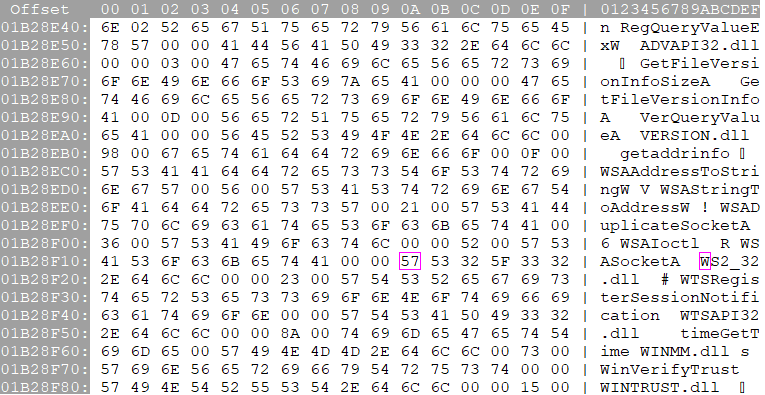 Offset 00 01 02 03 04 05 06 07 08 09 0A 0B 0C 0D 0E 0F | 0123456789ABCDEF
01B28E40: 6E 02 52 65 67 51 75 65 72 79 56 61 6C 75 65 45 | n RegQueryValueE
01B28E50: 78 57 00 00 41 44 56 41 50 49 33 32 2E 64 6C 6C | xW ADVAPI32.dll
01B28E60: 00 00 03 00 47 65 74 46 69 6C 65 56 65 72 73 69 | GetFileVersi
01B28E70: 6F 6E 49 6E 66 6F 53 69 7A 65 41 00 00 00 47 65 | onInfoSizeA Ge
01B28E80: 74 46 69 6C 65 56 65 72 73 69 6F 6E 49 6E 66 6F | tFileVersionInfo
01B28E90: 41 00 0D 00 56 65 72 51 75 65 72 79 56 61 6C 75 | A VerQueryValu
01B28EA0: 65 41 00 00 56 45 52 53 49 4F 4E 2E 64 6C 6C 00 | eA VERSION.dll
01B28EB0: 98 00 67 65 74 61 64 64 72 69 6E 66 6F 00 0F 00 | getaddrinfo
01B28EC0: 57 53 41 41 64 64 72 65 73 73 54 6F 53 74 72 69 | WSAAddressToStri
01B28ED0: 6E 67 57 00 56 00 57 53 41 53 74 72 69 6E 67 54 | ngW V WSAStringT
01B28EE0: 6F 41 64 64 72 65 73 73 57 00 21 00 57 53 41 44 | oAddressW ! WSAD
01B28EF0: 75 70 6C 69 63 61 74 65 53 6F 63 6B 65 74 41 00 | uplicateSocketA
01B28F00: 36 00 57 53 41 49 6F 63 74 6C 00 00 52 00 57 53 | 6 WSAIoctl R WS
01B28F10: 41 53 6F 63 6B 65 74 41 00 00 57 53 32 5F 33 32 | ASocketA WS2_32
01B28F20: 2E 64 6C 6C 00 00 23 00 57 54 53 52 65 67 69 73 | .dll # WTSRegis
01B28F30: 74 65 72 53 65 73 73 69 6F 6E 4E 6F 74 69 66 69 | terSessionNotifi
01B28F40: 63 61 74 69 6F 6E 00 00 57 54 53 41 50 49 33 32 | cation WTSAPI32
01B28F50: 2E 64 6C 6C 00 00 8A 00 74 69 6D 65 47 65 74 54 | .dll timeGetT
01B28F60: 69 6D 65 00 57 49 4E 4D 4D 2E 64 6C 6C 00 73 00 | ime WINMM.dll s
01B28F70: 57 69 6E 56 65 72 69 66 79 54 72 75 73 74 00 00 | WinVerifyTrust
01B28F80: 57 49 4E 54 52 55 53 54 2E 64 6C 6C 00 00 15 00 | WINTRUST.dll